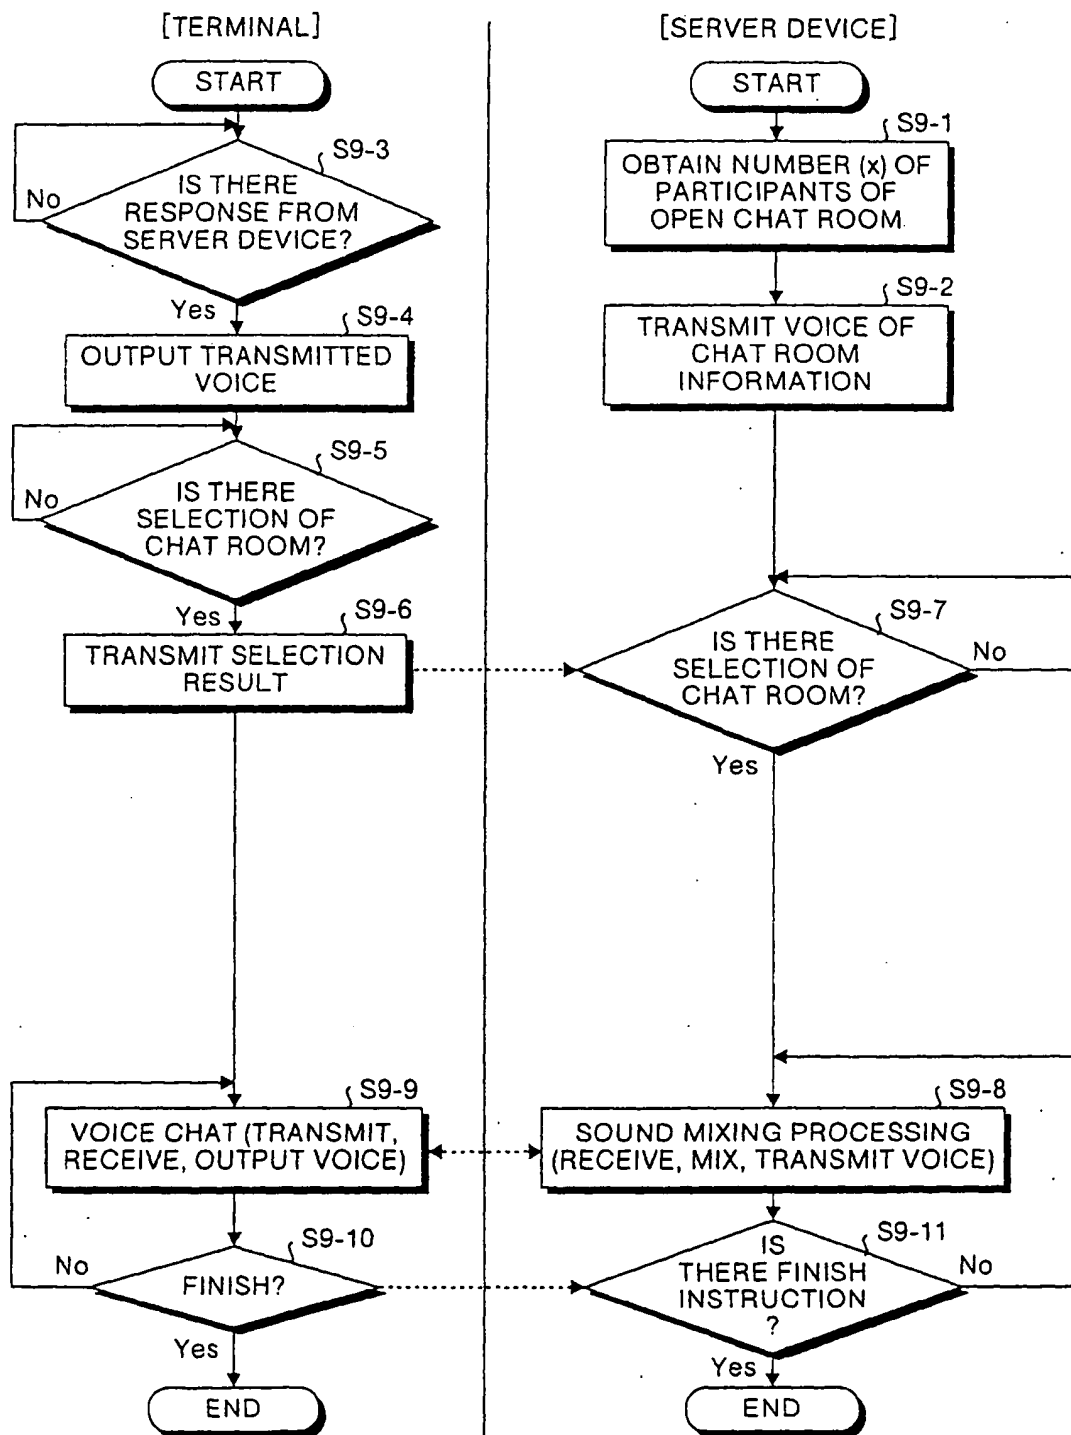 [TERMINAL]
START
S9-3
IS THERE
RESPONSE FROM
SERVER DEVICE?
No
Yes
S9-4
OUTPUT TRANSMITTED
VOICE
S9-5
IS THERE
SELECTION OF
CHAT ROOM?
No
Yes
S9-6
TRANSMIT SELECTION
RESULT
S9-9
VOICE CHAT (TRANSMIT,
RECEIVE, OUTPUT VOICE)
S9-10
FINISH?
No
Yes
END
[SERVER DEVICE]
START
S9-1
OBTAIN NUMBER (x) OF
PARTICIPANTS OF
OPEN CHAT ROOM
S9-2
TRANSMIT VOICE OF
CHAT ROOM
INFORMATION
S9-7
IS THERE
SELECTION OF
CHAT ROOM?
No
Yes
S9-8
SOUND MIXING PROCESSING
(RECEIVE, MIX, TRANSMIT VOICE)
S9-11
IS
THERE FINISH
INSTRUCTION
?
No
Yes
END